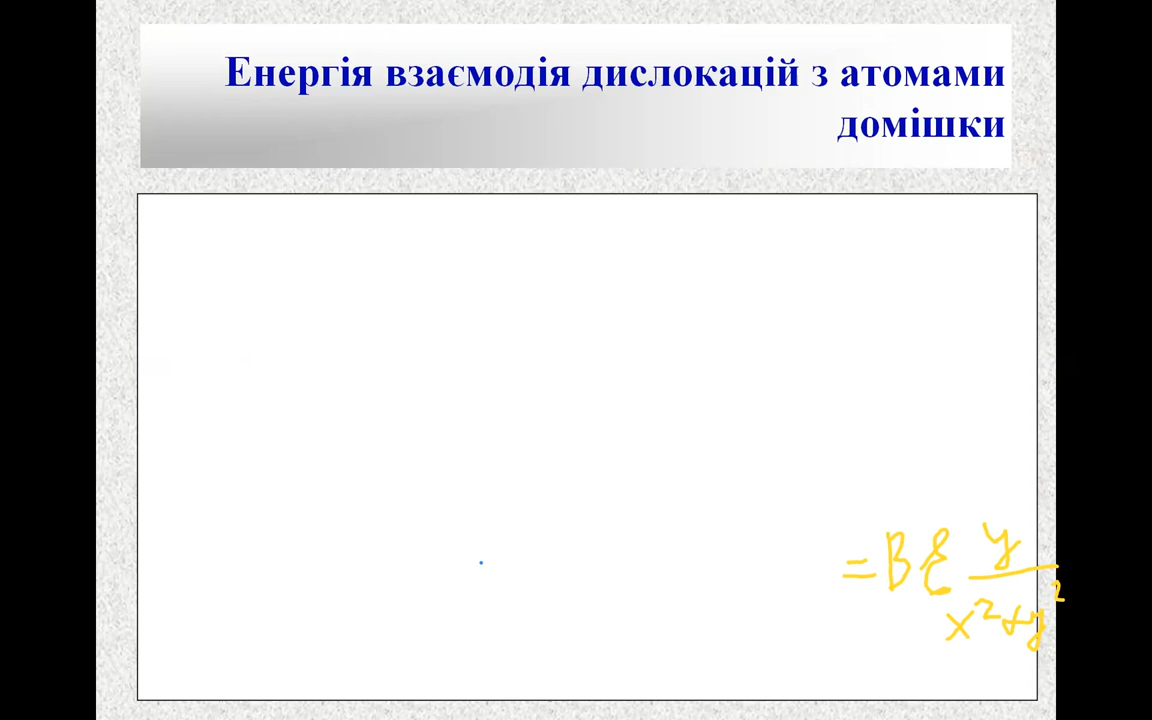 Енергія взаємодія дислокацій з атомами
домішки
= Bε y / x² + y²